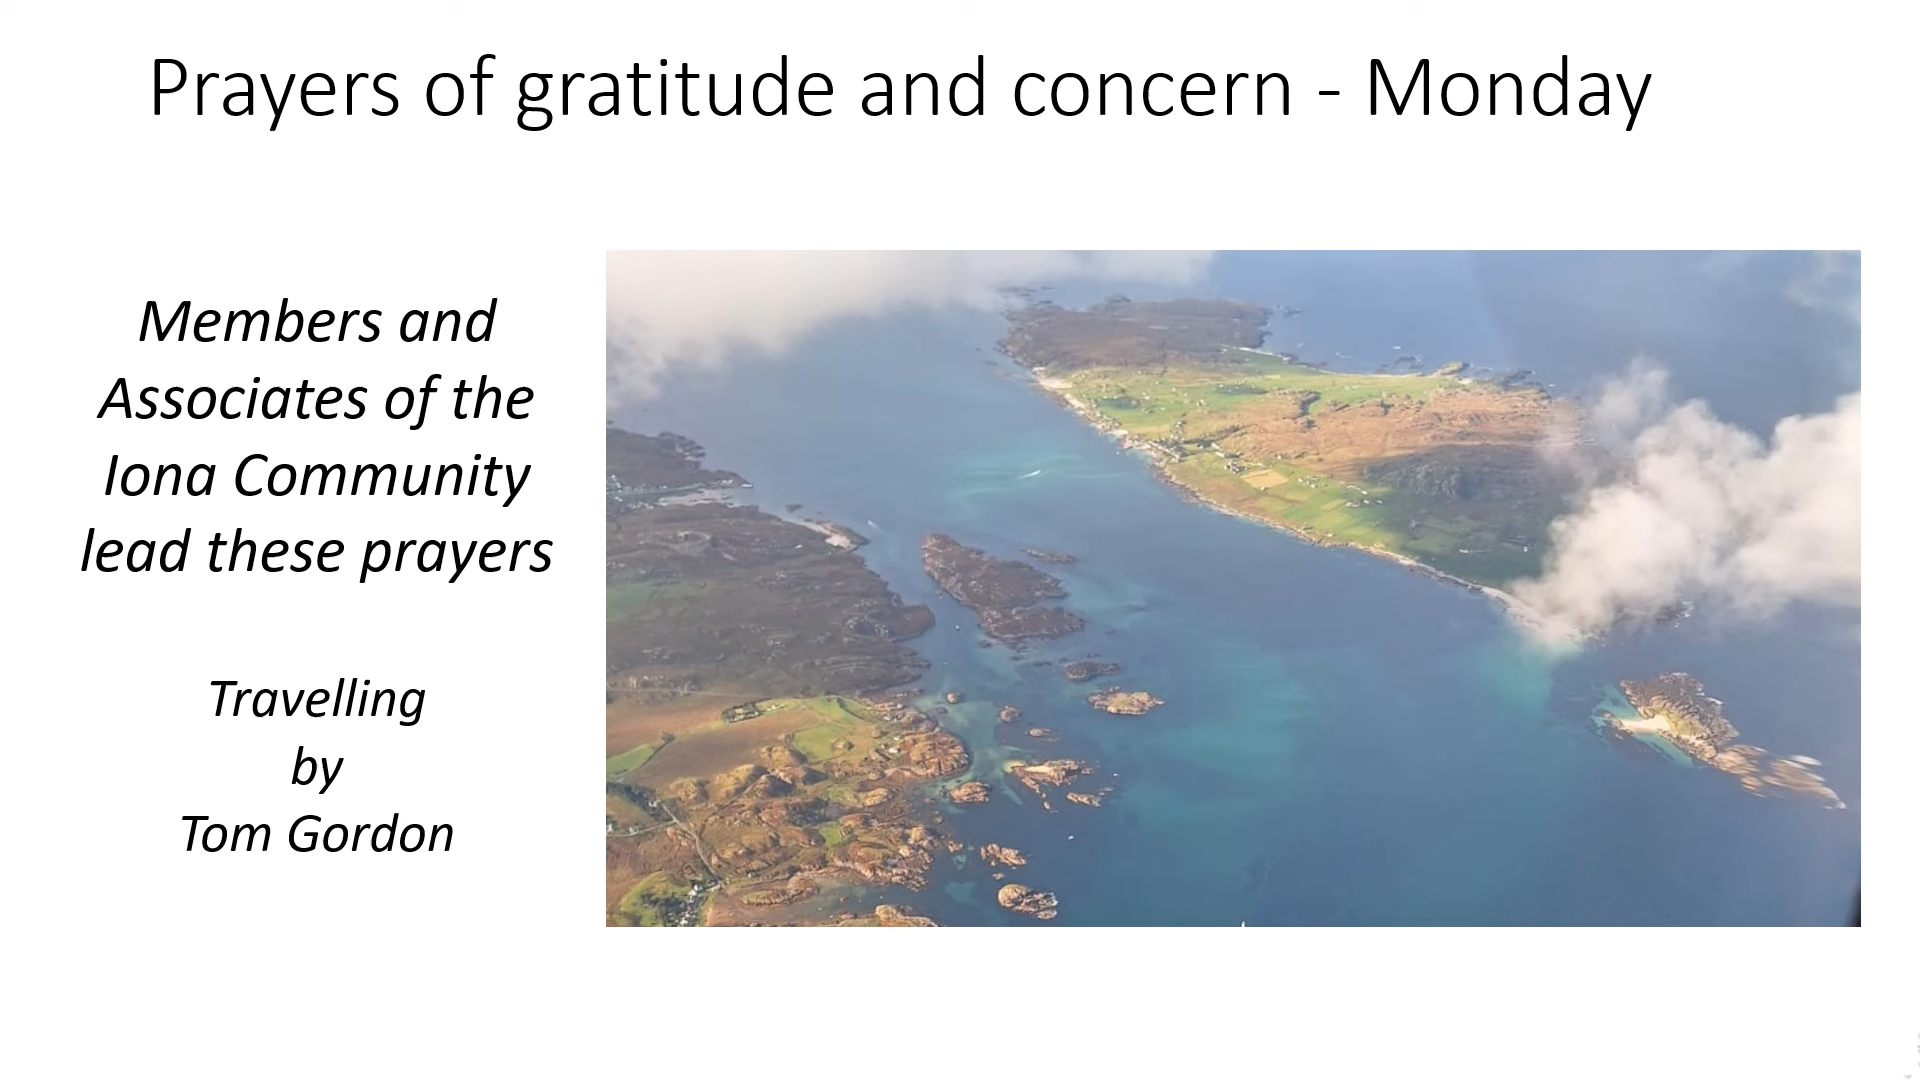 Prayers of gratitude and concern - Monday
Members and
Associates of the
Iona Community
lead these prayers
Travelling
by
Tom Gordon